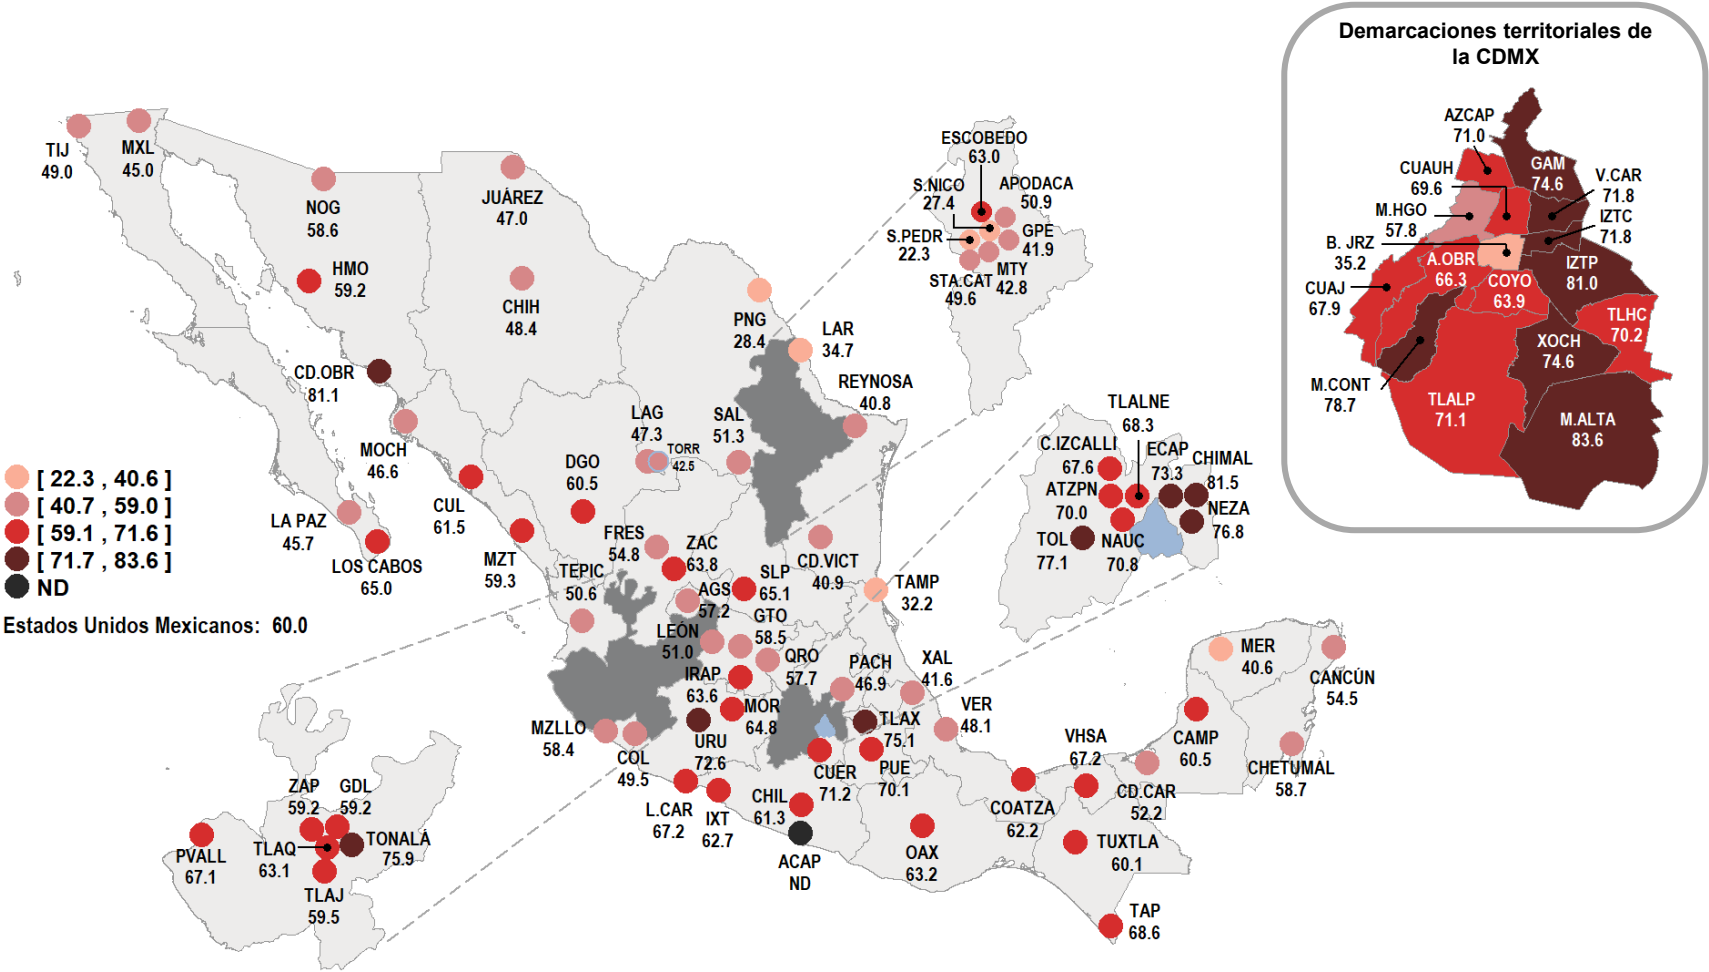 Demarcaciones territoriales de
la CDMX
AZCAP
71.0
CUAUH
69.6
GAM
74.6
V.CAR
71.8
M.HGO
57.8
IZTC
71.8
B. JRZ
35.2
A.OBR
66.3
IZTP
81.0
CUAJ
67.9
COYO
63.9
TLHC
70.2
XOCH
74.6
M.CONT
78.7
TLALP
71.1
M.ALTA
83.6
TIJ
49.0
MXL
45.0
NOG
58.6
JUÁREZ
47.0
HMO
59.2
CHIH
48.4
CD.OBR
81.1
MOCH
46.6
LA PAZ
45.7
LOS CABOS
65.0
CUL
61.5
MZT
59.3
DGO
60.5
LAG
47.3
TORR
42.5
SAL
51.3
PNG
28.4
LAR
34.7
REYNOSA
40.8
ESCOBEDO
63.0
S.NICO
27.4
APODACA
50.9
S.PEDR
22.3
GPE
41.9
STA.CAT
49.6
MTY
42.8
TLALNE
68.3
C.IZCALLI
67.6
ECAP
73.3
CHIMAL
81.5
ATZPN
70.0
NEZA
76.8
TOL
77.1
NAUC
70.8
[ 22.3 , 40.6 ]
[ 40.7 , 59.0 ]
[ 59.1 , 71.6 ]
[ 71.7 , 83.6 ]
ND
Estados Unidos Mexicanos: 60.0
FRES
54.8
ZAC
63.8
TEPIC
50.6
AGS
57.2
SLP
65.1
CD.VICT
40.9
TAMP
32.2
LEÓN
51.0
GTO
58.5
QRO
57.7
IRAP
63.6
PACH
46.9
XAL
41.6
MOR
64.8
MZLLO
58.4
COL
49.5
URU
72.6
TLAX
75.1
VER
48.1
CUER
71.2
PUE
70.1
L.CAR
67.2
IXT
62.7
CHIL
61.3
ACAP
ND
OAX
63.2
COATZA
62.2
VHSA
67.2
CD.CAR
52.2
CAMP
60.5
MER
40.6
CANCÚN
54.5
CHETUMAL
58.7
TUXTLA
60.1
TAP
68.6
ZAP
59.2
GDL
59.2
PVALL
67.1
TLAQ
63.1
TONALÁ
75.9
TLAJ
59.5